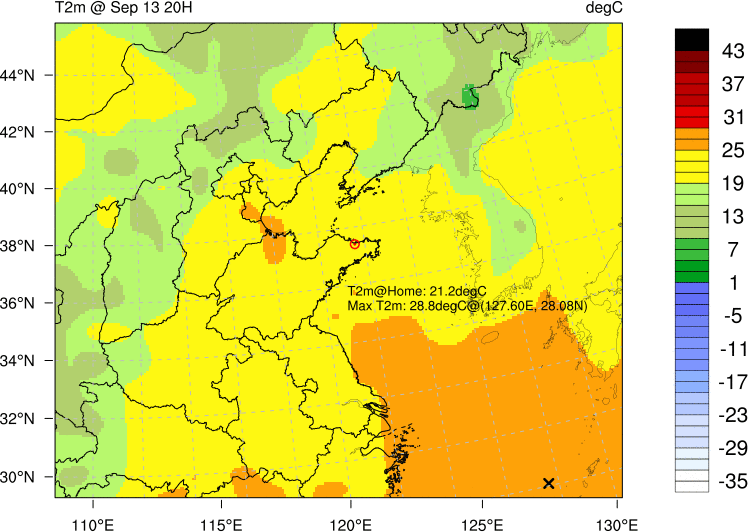 T2m @ Sep 13 20H degC
43
44°N
37
31
42°N
25
40°N
19
13
38°N
7
T2m@Home: 21.2degC
36°N
1
Max T2m: 28.8degC@(127.60E, 28.08N)
-5
34°N
-11
-17
32°N
-23
-29
30°N
-35
110°E 115°E 120°E 125°E 130°E